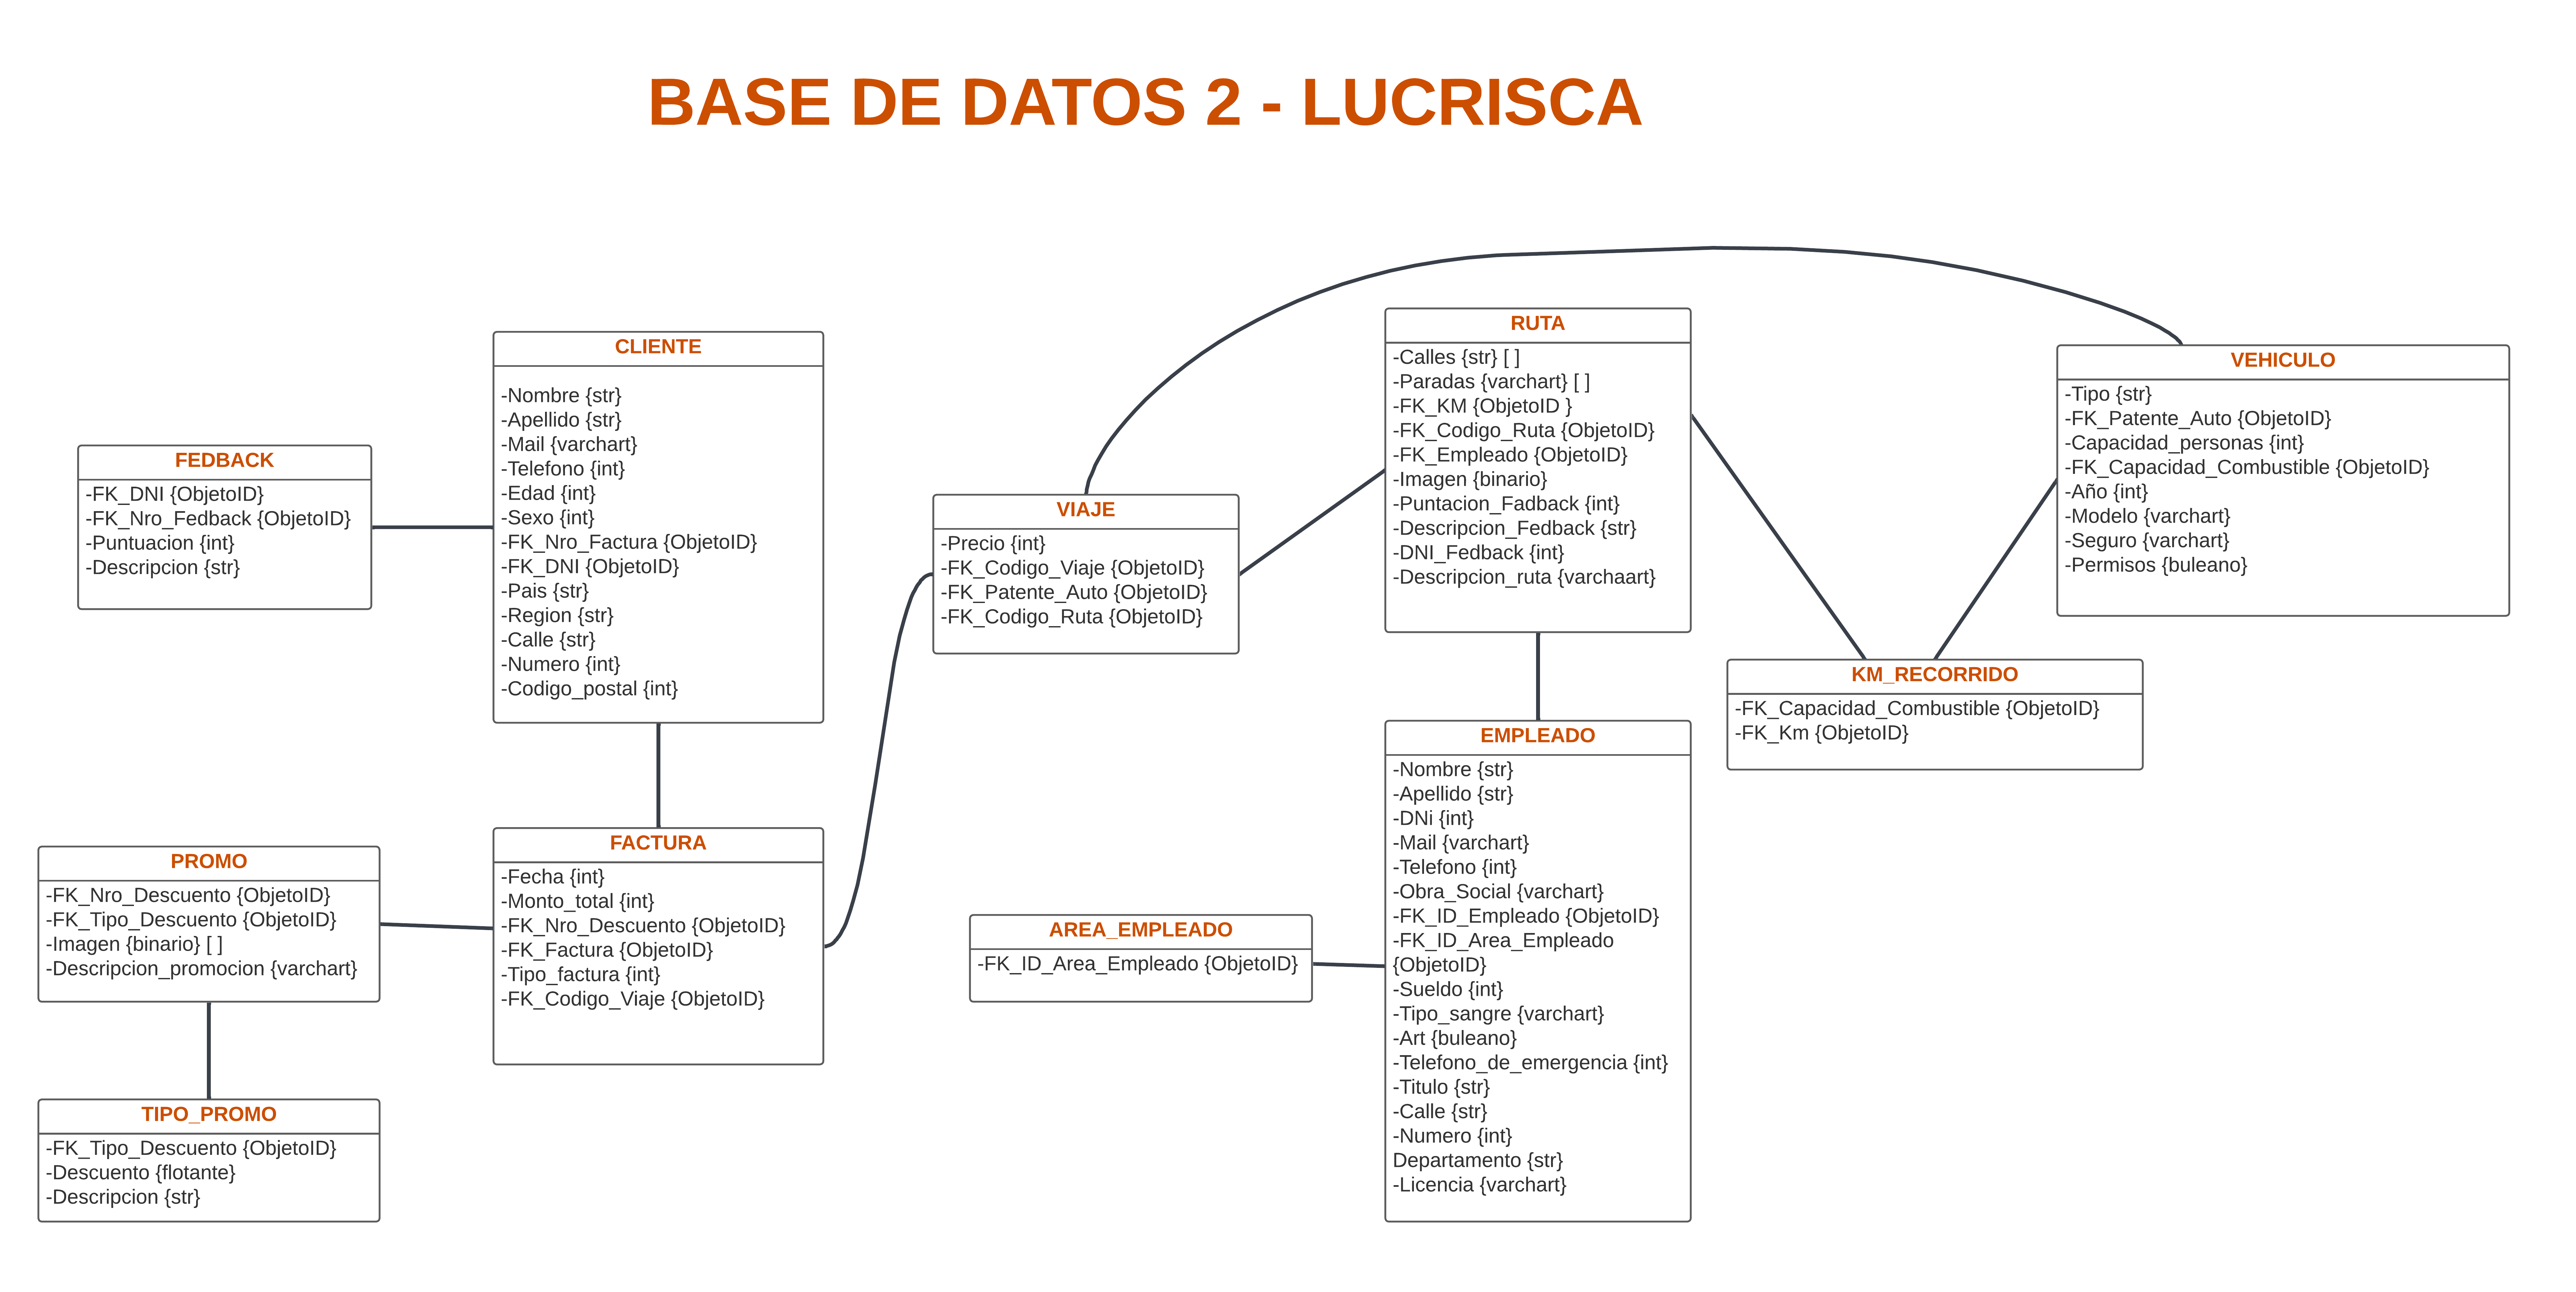 BASE DE DATOS 2 - LUCRISCA
FEDBACK
-FK_DNI {ObjetoID}
-FK_Nro_Fedback {ObjetoID}
-Puntuacion {int}
-Descripcion {str}
CLIENTE
-Nombre {str}
-Apellido {str}
-Mail {varchart}
-Telefono {int}
-Edad {int}
-Sexo {int}
-FK_Nro_Factura {ObjetoID}
-FK_DNI {ObjetoID}
-Pais {str}
-Region {str}
-Calle {str}
-Numero {int}
-Codigo_postal {int}
PROMO
-FK_Nro_Descuento {ObjetoID}
-FK_Tipo_Descuento {ObjetoID}
-Imagen {binario} [ ]
-Descripcion_promocion {varchart}
TIPO_PROMO
-FK_Tipo_Descuento {ObjetoID}
-Descuento {flotante}
-Descripcion {str}
FACTURA
-Fecha {int}
-Monto_total {int}
-FK_Nro_Descuento {ObjetoID}
-FK_Factura {ObjetoID}
-Tipo_factura {int}
-FK_Codigo_Viaje {ObjetoID}
VIAJE
-Precio {int}
-FK_Codigo_Viaje {ObjetoID}
-FK_Patente_Auto {ObjetoID}
-FK_Codigo_Ruta {ObjetoID}
RUTA
-Calles {str} [ ]
-Paradas {varchart} [ ]
-FK_KM {ObjetoID }
-FK_Codigo_Ruta {ObjetoID}
-FK_Empleado {ObjetoID}
-Imagen {binario}
-Puntacion_Fadback {int}
-Descripcion_Fedback {str}
-DNI_Fedback {int}
-Descripcion_ruta {varchaart}
VEHICULO
-Tipo {str}
-FK_Patente_Auto {ObjetoID}
-Capacidad_personas {int}
-FK_Capacidad_Combustible {ObjetoID}
-Año {int}
-Modelo {varchart}
-Seguro {varchart}
-Permisos {buleano}
KM_RECORRIDO
-FK_Capacidad_Combustible {ObjetoID}
-FK_Km {ObjetoID}
AREA_EMPLEADO
-FK_ID_Area_Empleado {ObjetoID}
EMPLEADO
-Nombre {str}
-Apellido {str}
-DNi {int}
-Mail {varchart}
-Telefono {int}
-Obra_Social {varchart}
-FK_ID_Empleado {ObjetoID}
-FK_ID_Area_Empleado
{ObjetoID}
-Sueldo {int}
-Tipo_sangre {varchart}
-Art {buleano}
-Telefono_de_emergencia {int}
-Titulo {str}
-Calle {str}
-Numero {int}
Departamento {str}
-Licencia {varchart}